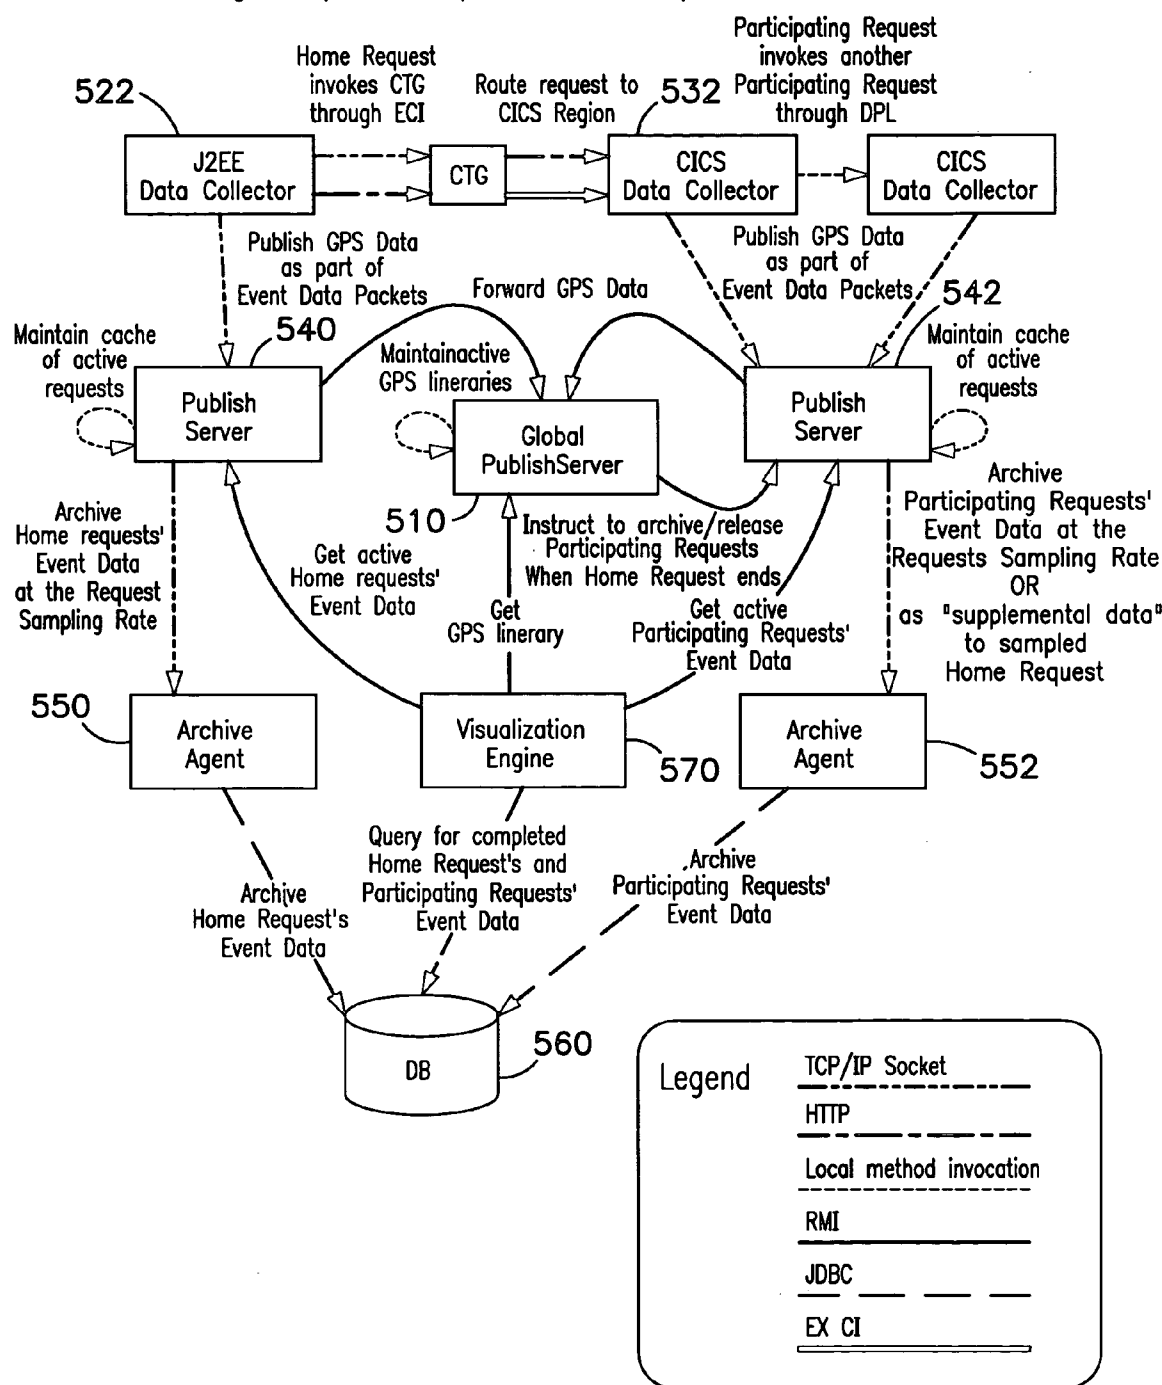 Home Request
invokes CTG
through ECI
Route request to
CICS Region
Participating Request
invokes another
Participating Request
through DPL
522
532
J2EE
Data Collector
CTG
CICS
Data Collector
CICS
Data Collector
Publish GPS Data
as part of
Event Data Packets
Forward GPS Data
Publish GPS Data
as part of
Event Data Packets
540
542
Maintain cache
of active
requests
Maintainactive
GPS lineraries
Maintain cache
of active
requests
Publish
Server
Global
PublishServer
Publish
Server
510
Archive
Home requests'
Event Data
at the Request
Sampling Rate
Get active
Home requests'
Event Data
Instruct to archive/release
Participating Requests
When Home Request ends
Archive
Participating Requests'
Event Data at the
Requests Sampling Rate
OR
as "supplemental data"
to sampled
Home Request
Get
GPS linerary
Get active
Participating Requests'
Event Data
550
Archive
Agent
Visualization
Engine
570
Archive
Agent
552
Query for completed
Home Request's and
Participating Requests'
Event Data
Archive
Home Request's
Event Data
Archive
Participating Requests'
Event Data
DB
560
Legend
TCP/IP Socket
HTTP
Local method invocation
RMI
JDBC
EX CI